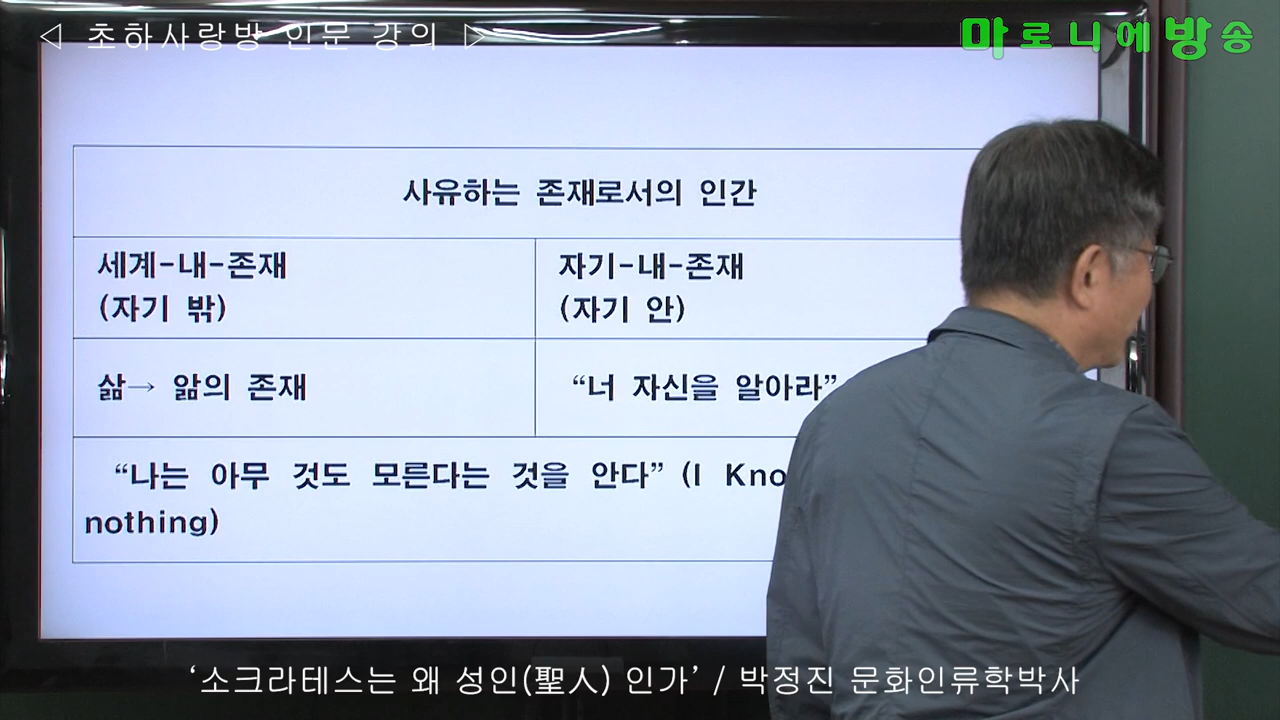 ◁ 초하사랑방 인문 강의 ▷
마로니에방송
사유하는 존재로서의 인간
세계-내-존재
(자기 밖)
자기-내-존재
(자기 안)
삶→ 앎의 존재
“너 자신을 알아라”
“나는 아무 것도 모른다는 것을 안다” (I Kno
nothing)
‘소크라테스는 왜 성인(聖人) 인가’ / 박정진 문화인류학박사